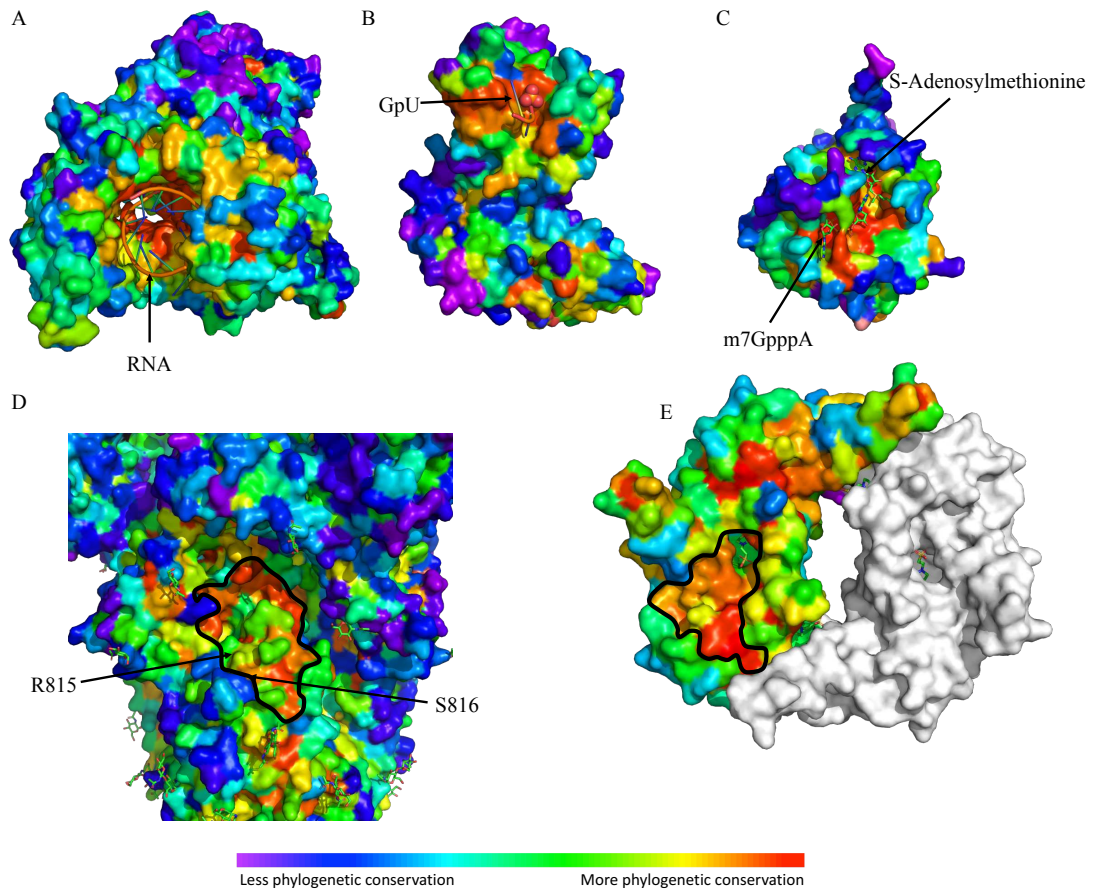 A
B
C
S-Adenosylmethionine
GpU
RNA
m7GpppA
D
E
R815
S816
Less phylogenetic conservation
More phylogenetic conservation